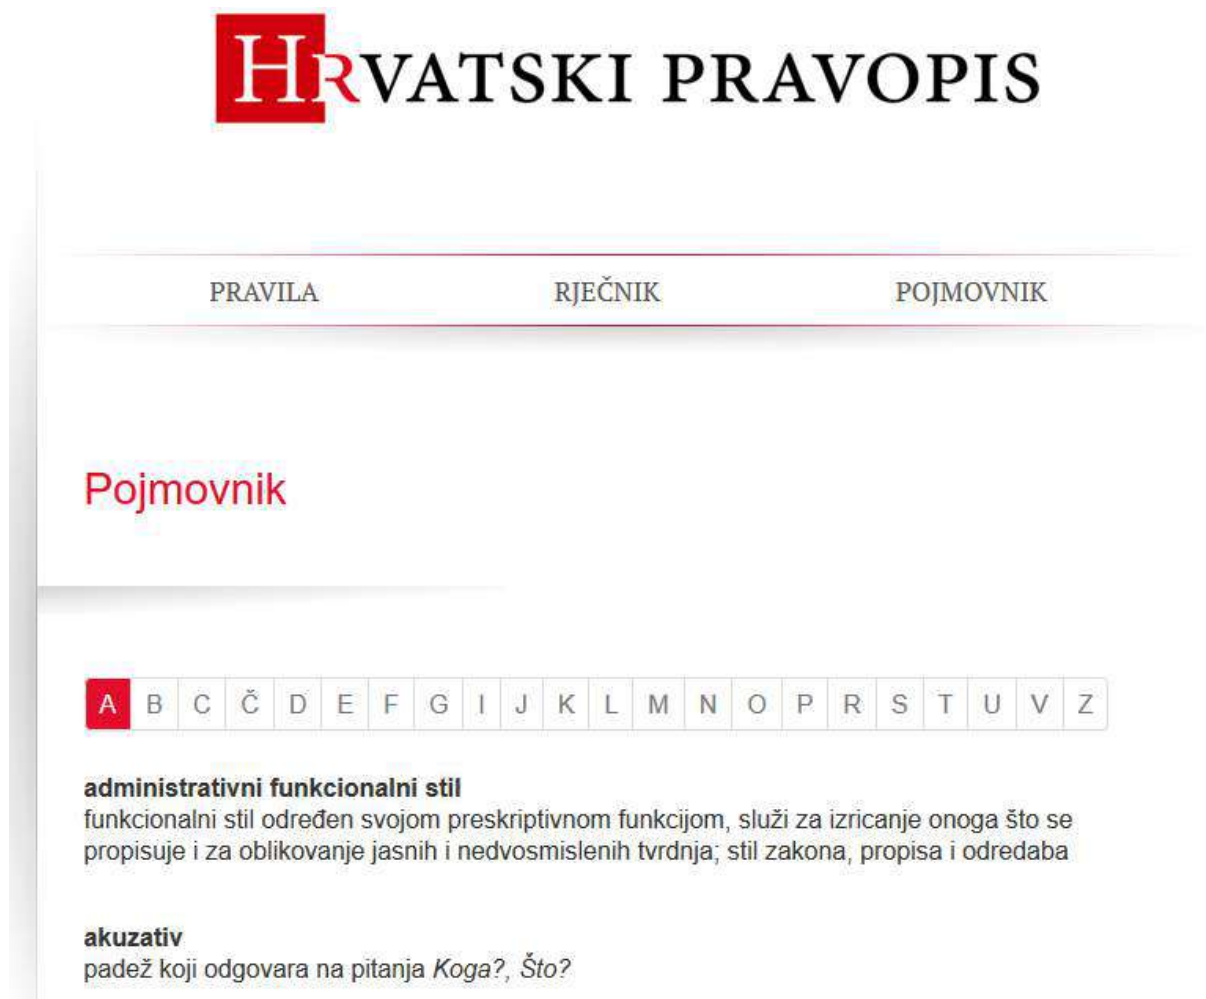 HRVATSKI PRAVOPIS
PRAVILA RJEČNIK POJMOVNIK
Pojmovnik
A B C Č D E F G I J K L M N O P R S T U V Z
administrativni funkcionalni stil
funkcionalni stil određen svojom preskriptivnom funkcijom, služi za izricanje onoga što se
propisuje i za oblikovanje jasnih i nedvosmislenih tvrdnja; stil zakona, propisa i odredaba
akuzativ
padež koji odgovara na pitanja Koga?, Što?